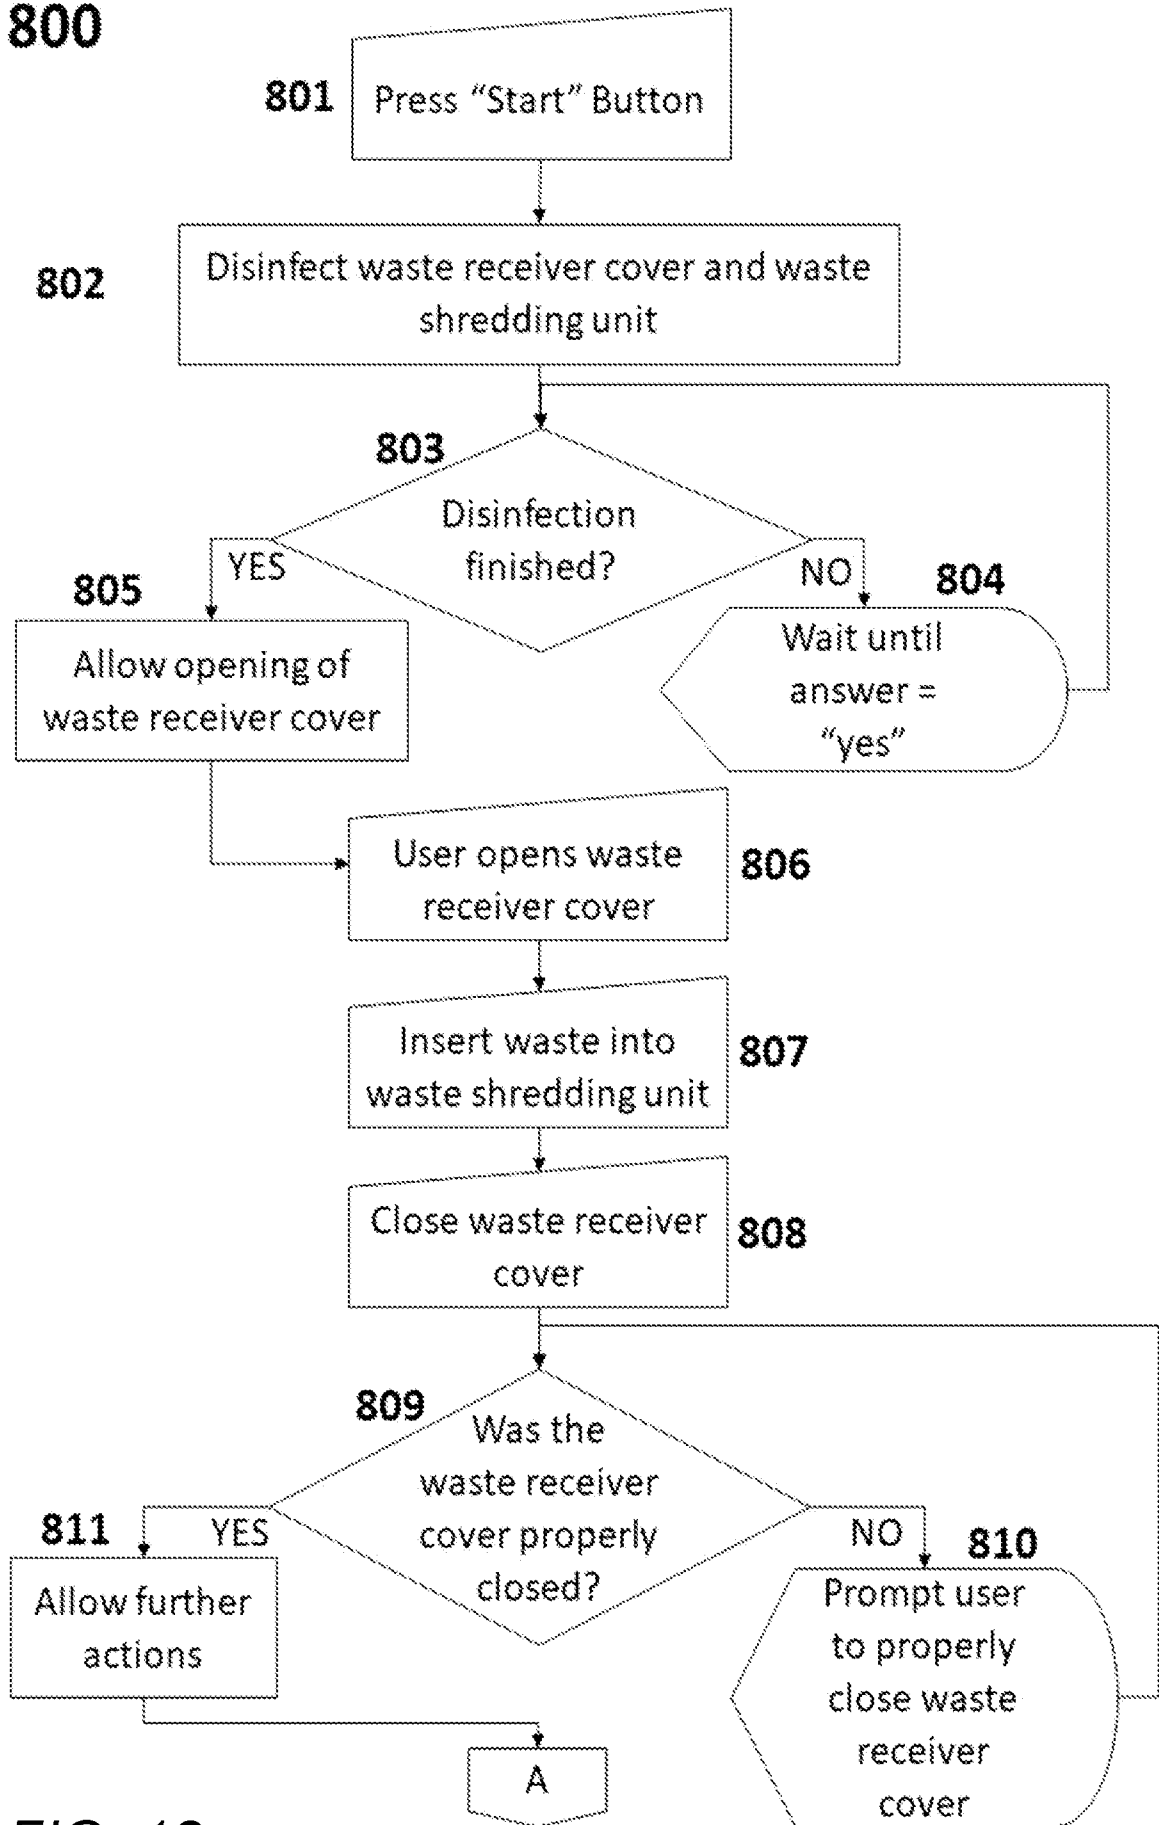 800
801
Press “Start” Button
802
Disinfect waste receiver cover and waste
shredding unit
803
Disinfection
finished?
YES
NO
804
805
Allow opening of
waste receiver cover
Wait until
answer =
“yes”
User opens waste
receiver cover
806
Insert waste into
waste shredding unit
807
Close waste receiver
cover
808
809
Was the
waste receiver
cover properly
closed?
YES
NO
811
Allow further
actions
810
Prompt user
to properly
close waste
receiver
cover
A